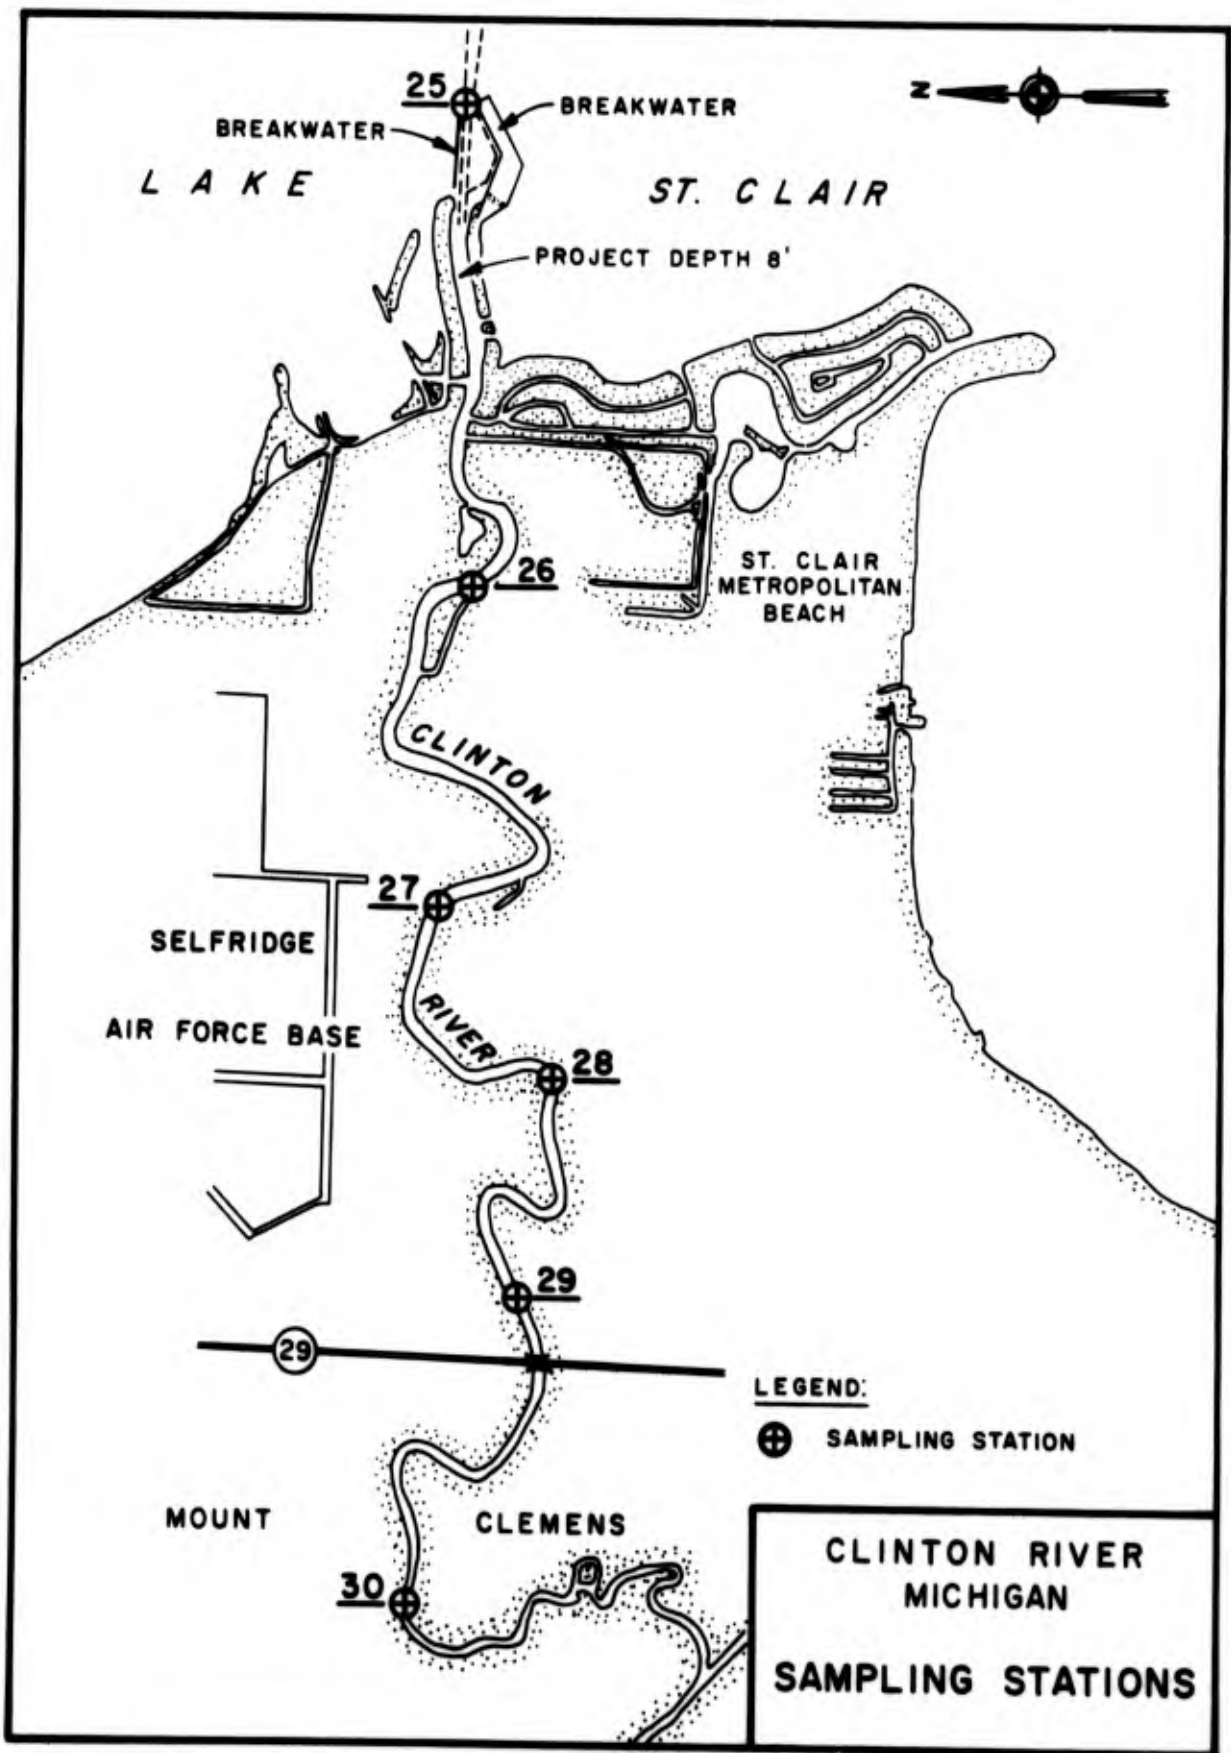 25
BREAKWATER
BREAKWATER
N
LAKE
ST. CLAIR
PROJECT DEPTH 8'
26
ST. CLAIR
METROPOLITAN
BEACH
CLINTON
27
SELFRIDGE
AIR FORCE BASE
RIVER
28
29
29
LEGEND:
SAMPLING STATION
MOUNT
CLEMENS
30
CLINTON RIVER
MICHIGAN
SAMPLING STATIONS